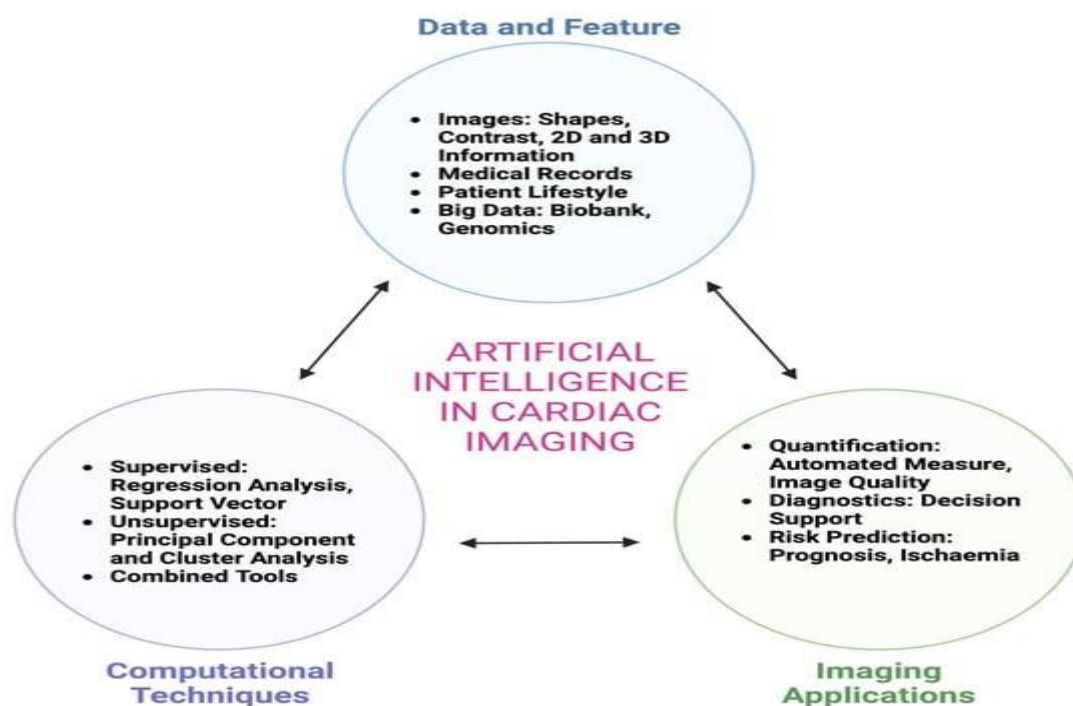 Data and Feature
• Images: Shapes,
Contrast, 2D and 3D
Information
• Medical Records
• Patient Lifestyle
• Big Data: Biobank,
Genomics
ARTIFICIAL
INTELLIGENCE
IN CARDIAC
IMAGING
• Supervised:
Regression Analysis,
Support Vector
• Unsupervised:
Principal Component
and Cluster Analysis
• Combined Tools
Computational
Techniques
• Quantification:
Automated Measure,
Image Quality
• Diagnostics: Decision
Support
• Risk Prediction:
Prognosis, Ischaemia
Imaging
Applications